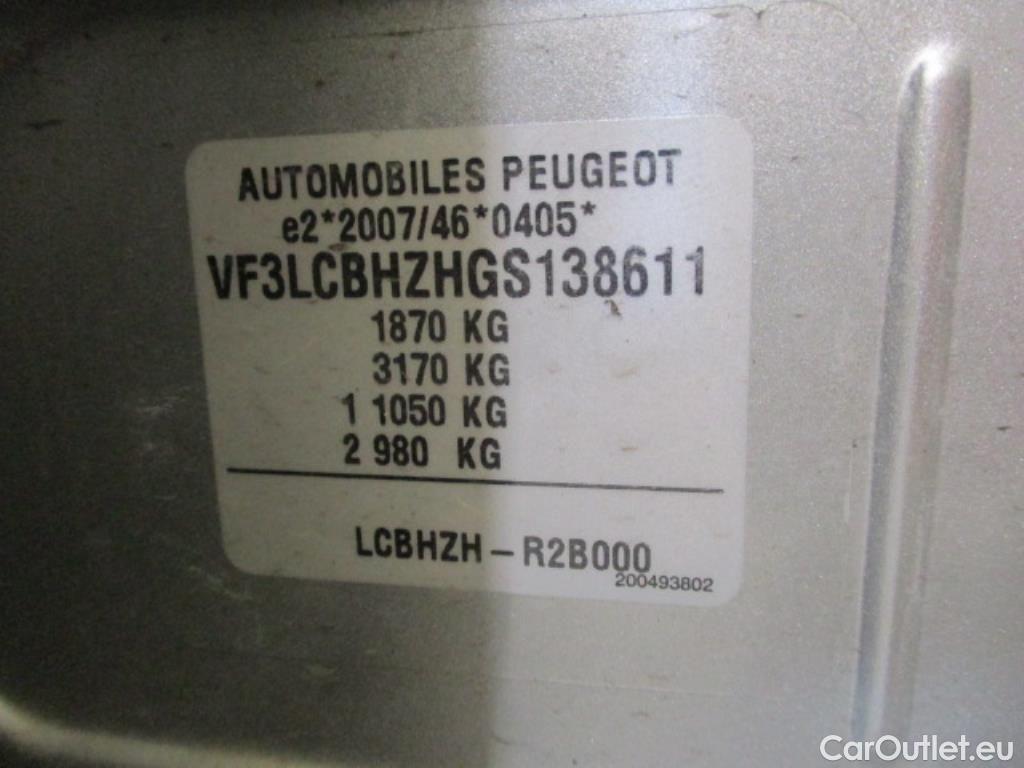 AUTOMOBILES PEUGEOT
e2*2007/46*0405*
VF3LCBHZHGS138611
1870 KG
3170 KG
1 1050 KG
2 980 KG
LCBHZH – R2B000
200493802
CarOutlet.eu